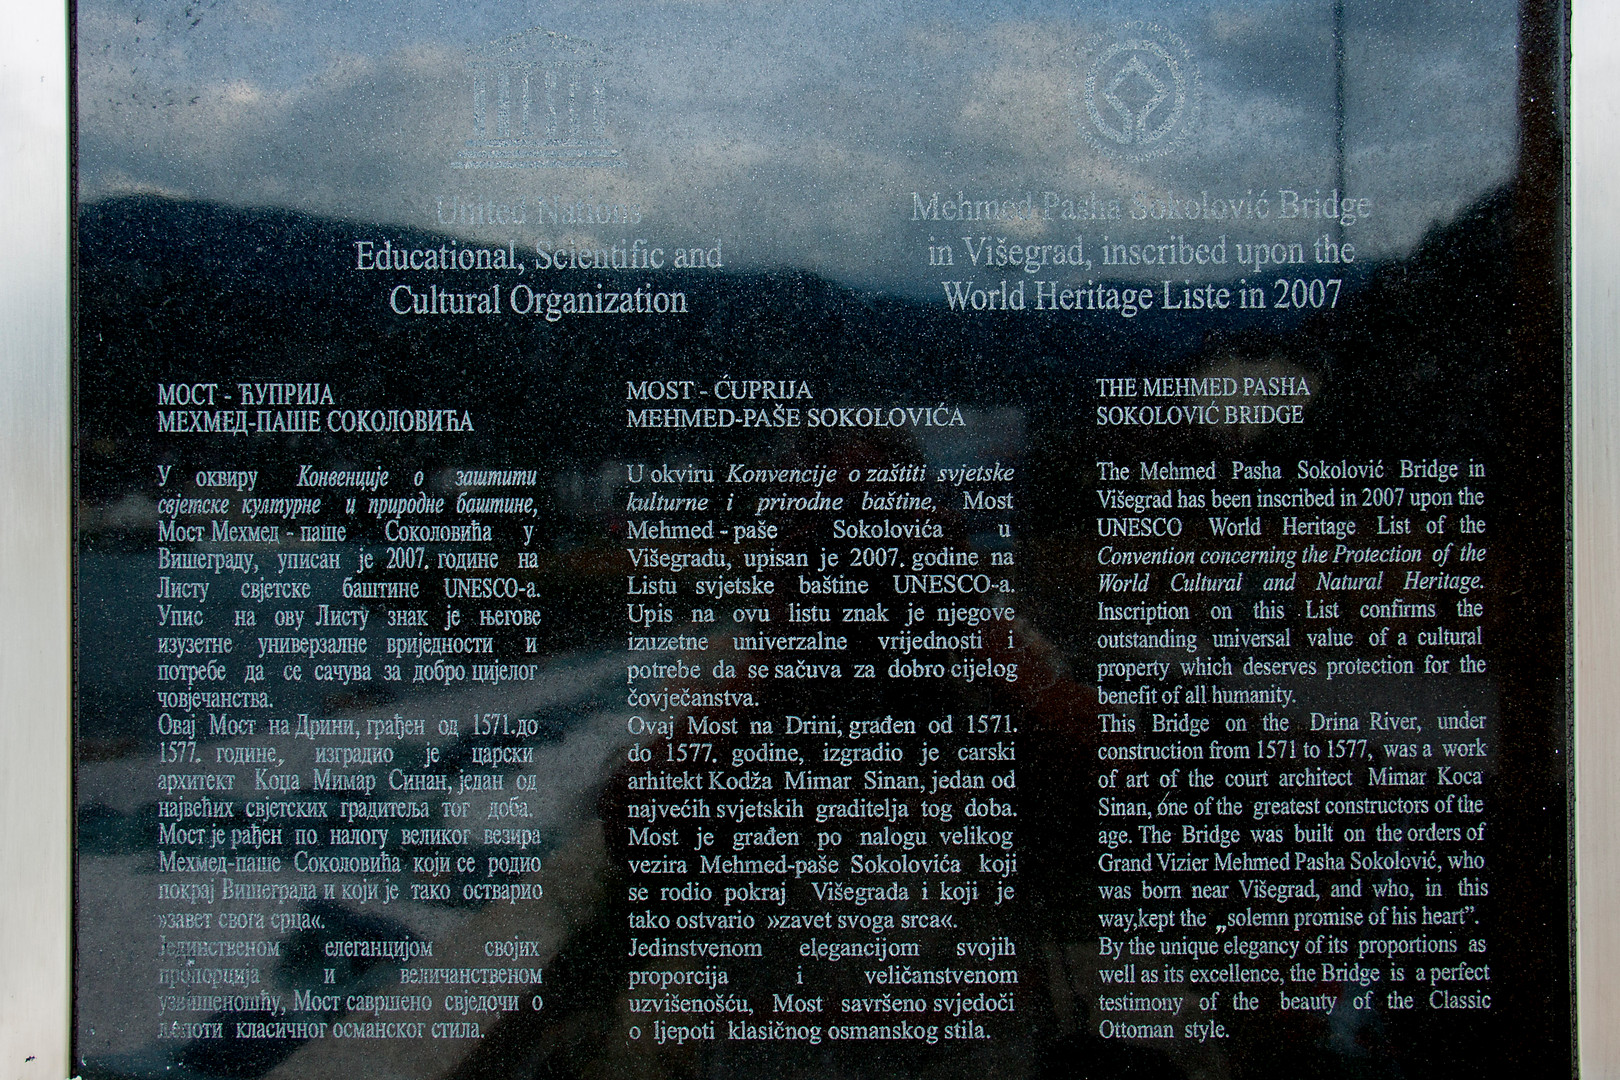 United Nations
Educational, Scientific and
Cultural Organization
Mehmed Pasha Sokolović Bridge
in Višegrad, inscribed upon the
World Heritage Liste in 2007
МОСТ - ЋУПРИЈА
МЕХМЕД-ПАШЕ СОКОЛОВИЋА
У оквиру Конвенције о заштити
свјетске културне и природне баштине,
Мост Мехмед - паше Соколовића у
Вишеграду, уписан је 2007. године на
Листу свјетске баштине UNESCO-а.
Упис на ову Листу знак је његове
изузетне универзалне вриједности и
потребе да се сачува за добро цијелог
човјечанства.
Овај Мост на Дрини, грађен од 1571.до
1577. године, изградио је царски
архитект Коџа Мимар Синан, један од
највећих свјетских градитеља тог доба.
Мост је рађен по налогу великог везира
Мехмед-паше Соколовића који се родио
покрај Вишеграда и који је тако остварио
»завет свога срца«.
Јединственом елеганцијом својих
пропорција и величанственом
узвишеношћу, Мост савршено свједочи о
љепоти класичног османског стила.
MOST - ĆUPRIJA
MEHMED-PAŠE SOKOLOVIĆA
U okviru Konvencije o zaštiti svjetske
kulturne i prirodne baštine, Most
Mehmed - paše Sokolovića u
Višegradu, upisan je 2007. godine na
Listu svjetske baštine UNESCO-a.
Upis na ovu listu znak je njegove
izuzetne univerzalne vrijednosti i
potrebe da se sačuva za dobro cijelog
čovječanstva.
Ovaj Most na Drini, građen od 1571.
do 1577. godine, izgradio je carski
arhitekt Kodža Mimar Sinan, jedan od
najvećih svjetskih graditelja tog doba.
Most je građen po nalogu velikog
vezira Mehmed-paše Sokolovića koji
se rodio pokraj Višegrada i koji je
tako ostvario »zavet svoga srca«.
Jedinstvenom elegancijom svojih
proporcija i veličanstvenom
uzvišenošću, Most savršeno svjedoči
o ljepoti klasičnog osmanskog stila.
THE MEHMED PASHA
SOKOLOVIĆ BRIDGE
The Mehmed Pasha Sokolović Bridge in
Višegrad has been inscribed in 2007 upon the
UNESCO World Heritage List of the
Convention concerning the Protection of the
World Cultural and Natural Heritage.
Inscription on this List confirms the
outstanding universal value of a cultural
property which deserves protection for the
benefit of all humanity.
This Bridge on the Drina River, under
construction from 1571 to 1577, was a work
of art of the court architect Mimar Koca
Sinan, one of the greatest constructors of the
age. The Bridge was built on the orders of
Grand Vizier Mehmed Pasha Sokolović, who
was born near Višegrad, and who, in this
way,kept the „solemn promise of his heart”.
By the unique elegancy of its proportions as
well as its excellence, the Bridge is a perfect
testimony of the beauty of the Classic
Ottoman style.